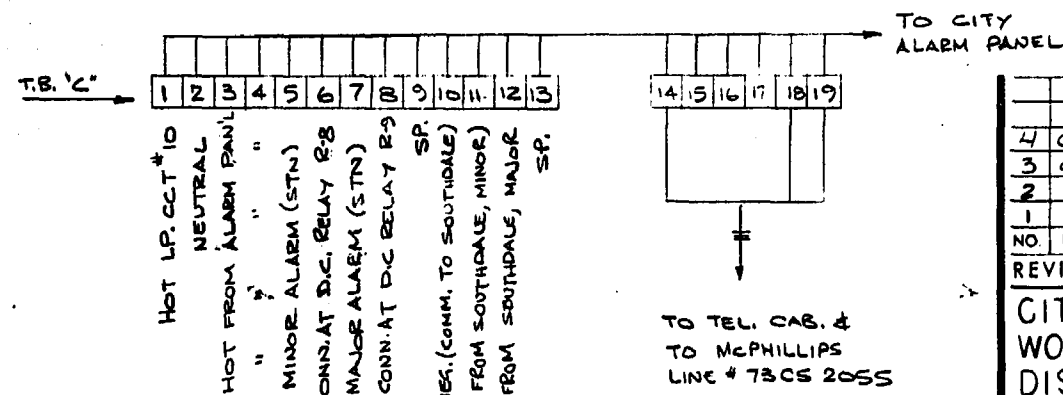 TO CITY
ALARM PANEL
T.B. "C"
1 2 3 4 5 6 7 8 9 10 11 12 13
14 15 16 17 18 19
HOT LP. CCT #10
NEUTRAL
HOT FROM ALARM PAN'L
" " " "
MINOR ALARM (STN)
CONN. AT D.C. RELAY R-8
MAJOR ALARM (STN)
CONN. AT D.C RELAY R-9
SP.
NEG. (COMM. TO SOUTHDALE)
FROM SOUTHDALE, MINOR)
FROM SOUTHDALE, MAJOR
SP.
TO TEL. CAB. &
TO McPHILLIPS
LINE # 73CS 2055
4
3
2
1
NO.
REVI
CIT
WO
DIS